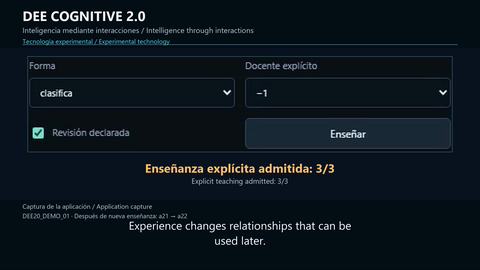 DEE COGNITIVE 2.0
Inteligencia mediante interacciones / Intelligence through interactions
Tecnología experimental / Experimental technology
Forma
Docente explícito
clasifica
−1
Revisión declarada
Enseñar
Enseñanza explícita admitida: 3/3
Explicit teaching admitted: 3/3
Captura de la aplicación / Application capture
DEE20_DEMO_01 · Después de nueva enseñanza: a21 → a22
Experience changes relationships that can be
used later.